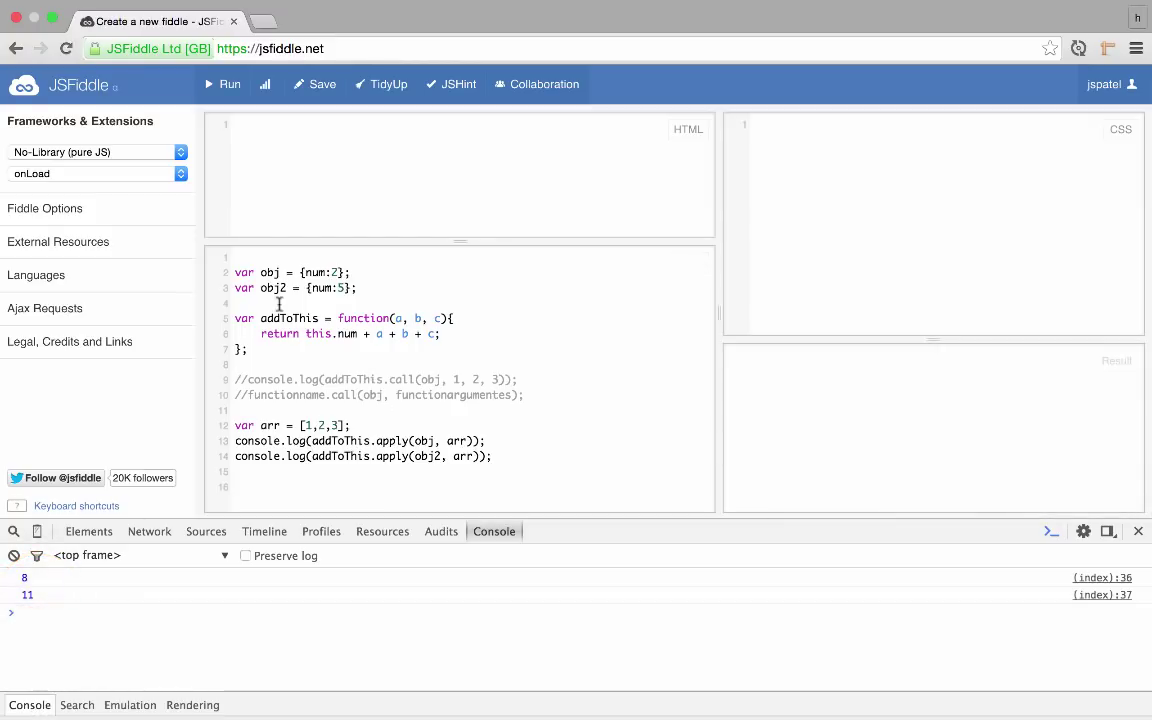 Create a new fiddle - JSFi
h
JSFiddle Ltd [GB] https://jsfiddle.net
JSFiddle
Run
Save
TidyUp
JSHint
Collaboration
jspatel
Frameworks & Extensions
No-Library (pure JS)
onLoad
Fiddle Options
External Resources
Languages
Ajax Requests
Legal, Credits and Links
Follow @jsfiddle
20K followers
? Keyboard shortcuts
1
HTML
1
CSS
Result
1
2 var obj = {num:2};
3 var obj2 = {num:5};
4
5 var addToThis = function(a, b, c){
6 return this.num + a + b + c;
7 };
8
9 //console.log(addToThis.call(obj, 1, 2, 3));
10 //functionname.call(obj, functionargumentes);
11
12 var arr = [1,2,3];
13 console.log(addToThis.apply(obj, arr));
14 console.log(addToThis.apply(obj2, arr));
15
16
Elements Network Sources Timeline Profiles Resources Audits Console
<top frame> Preserve log
8 (index):36
11 (index):37
>
Console Search Emulation Rendering